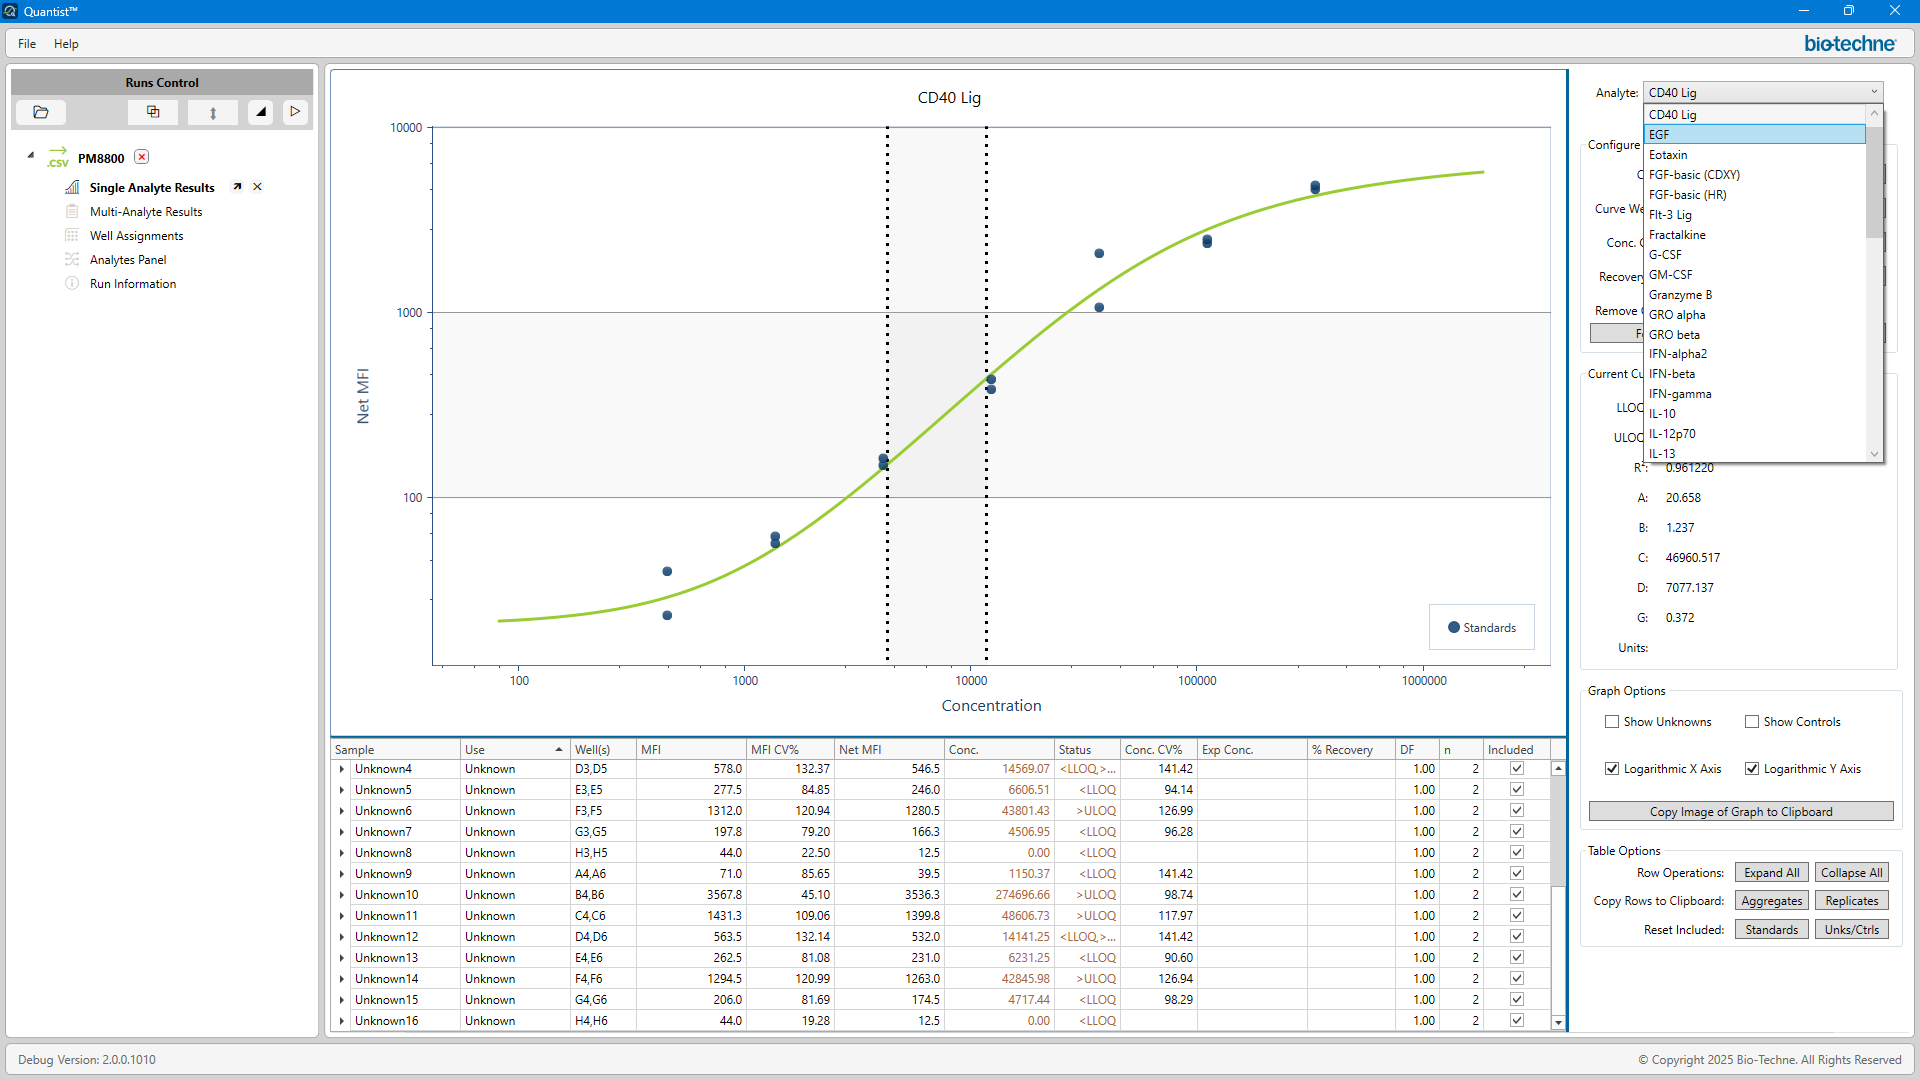 Quantist™
File Help
bio-techne
Runs Control
.CSV PM8800
Single Analyte Results
Multi-Analyte Results
Well Assignments
Analytes Panel
Run Information
CD40 Lig
10000
1000
100
Net MFI
100 1000 10000 100000 1000000
Concentration
Standards
Sample Use Well(s) MFI MFI CV% Net MFI Conc. Status Conc. CV% Exp Conc. % Recovery DF n Included
Unknown4 Unknown D3,D5 578.0 132.37 546.5 14569.07 <LLOQ,>... 141.42 1.00 2
Unknown5 Unknown E3,E5 277.5 84.85 246.0 6606.51 <LLOQ 94.14 1.00 2
Unknown6 Unknown F3,F5 1312.0 120.94 1280.5 43801.43 >ULOQ 126.99 1.00 2
Unknown7 Unknown G3,G5 197.8 79.20 166.3 4506.95 <LLOQ 96.28 1.00 2
Unknown8 Unknown H3,H5 44.0 22.50 12.5 0.00 <LLOQ 1.00 2
Unknown9 Unknown A4,A6 71.0 85.65 39.5 1150.37 <LLOQ 141.42 1.00 2
Unknown10 Unknown B4,B6 3567.8 45.10 3536.3 274696.66 >ULOQ 98.74 1.00 2
Unknown11 Unknown C4,C6 1431.3 109.06 1399.8 48606.73 >ULOQ 117.97 1.00 2
Unknown12 Unknown D4,D6 563.5 132.14 532.0 14141.25 <LLOQ,>... 141.42 1.00 2
Unknown13 Unknown E4,E6 262.5 81.08 231.0 6231.25 <LLOQ 90.60 1.00 2
Unknown14 Unknown F4,F6 1294.5 120.99 1263.0 42845.98 >ULOQ 126.94 1.00 2
Unknown15 Unknown G4,G6 206.0 81.69 174.5 4717.44 <LLOQ 98.29 1.00 2
Unknown16 Unknown H4,H6 44.0 19.28 12.5 0.00 <LLOQ 1.00 2
Analyte: CD40 Lig
CD40 Lig
EGF
Eotaxin
FGF-basic (CDXY)
FGF-basic (HR)
Flt-3 Lig
Fractalkine
G-CSF
GM-CSF
Granzyme B
GRO alpha
GRO beta
IFN-alpha2
IFN-beta
IFN-gamma
IL-10
IL-12p70
IL-13
Configure
Curve We
Conc.
Recovery
Remove
Current Cu
LLOQ
ULOQ
R²: 0.961220
A: 20.658
B: 1.237
C: 46960.517
D: 7077.137
G: 0.372
Units:
Graph Options
Show Unknowns Show Controls
Logarithmic X Axis Logarithmic Y Axis
Copy Image of Graph to Clipboard
Table Options
Row Operations: Expand All Collapse All
Copy Rows to Clipboard: Aggregates Replicates
Reset Included: Standards Unks/Ctrls
Debug Version: 2.0.0.1010
© Copyright 2025 Bio-Techne. All Rights Reserved